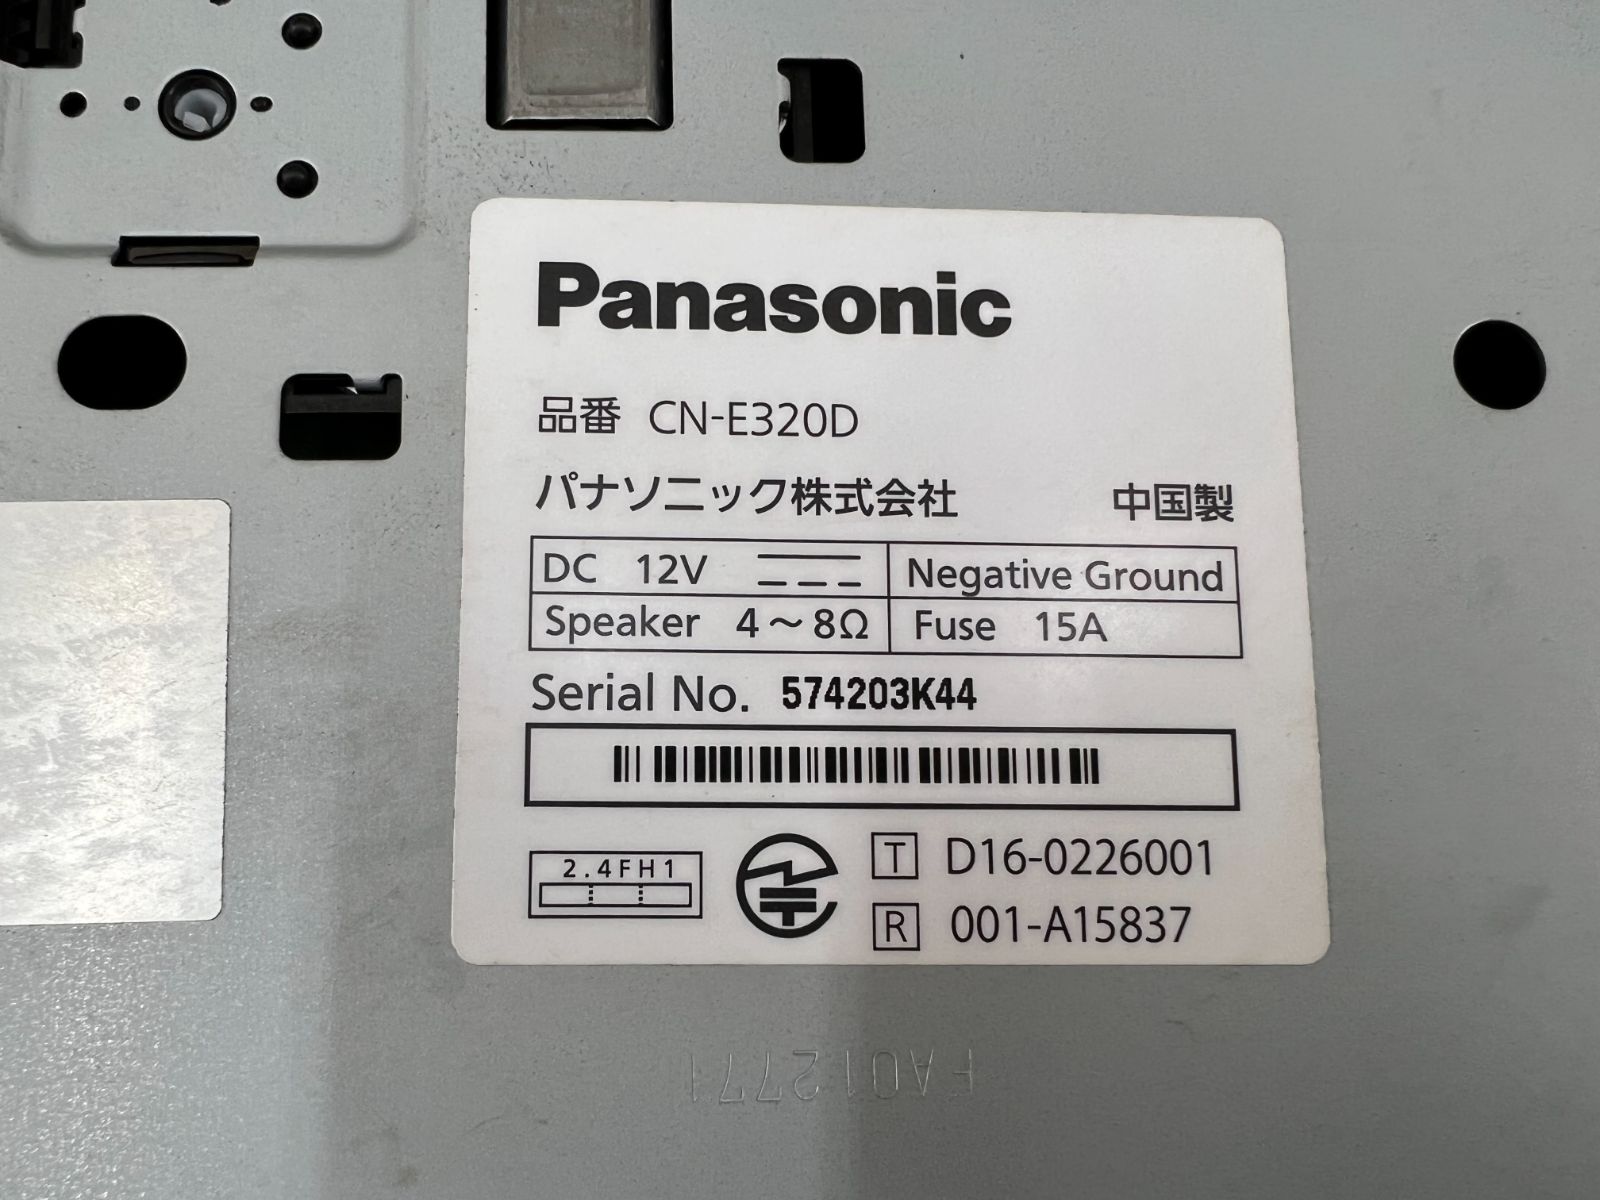 Panasonic
品番 CN-E320D
パナソニック株式会社 中国製
DC 12V Negative Ground
Speaker 4～8Ω Fuse 15A
Serial No. 574203K44
2.4FH1
T D16-0226001
R 001-A15837
FA012771